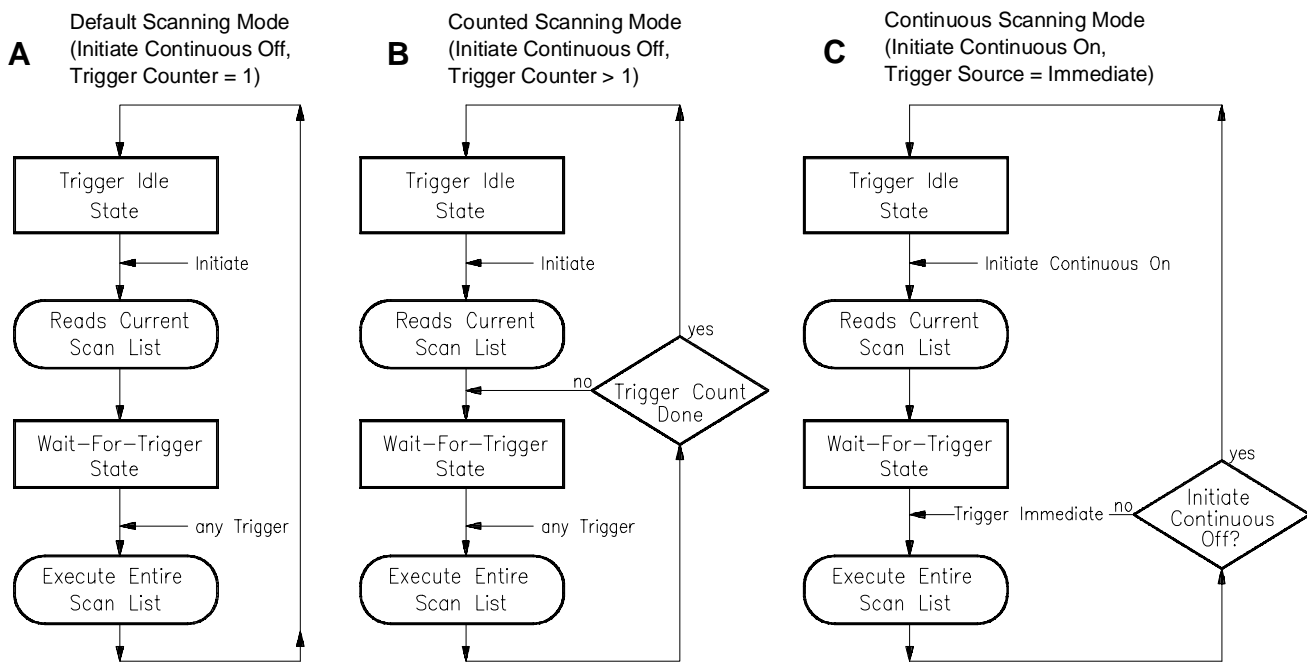 A
Default Scanning Mode
(Initiate Continuous Off,
Trigger Counter = 1)
Trigger Idle
State
Initiate
Reads Current
Scan List
Wait-For-Trigger
State
any Trigger
Execute Entire
Scan List
B
Counted Scanning Mode
(Initiate Continuous Off,
Trigger Counter > 1)
Trigger Idle
State
Initiate
Reads Current
Scan List
yes
no
Trigger Count
Done
Wait-For-Trigger
State
any Trigger
Execute Entire
Scan List
C
Continuous Scanning Mode
(Initiate Continuous On,
Trigger Source = Immediate)
Trigger Idle
State
Initiate Continuous On
Reads Current
Scan List
Wait-For-Trigger
State
yes
no
Trigger Immediate
Initiate
Continuous
Off?
Execute Entire
Scan List